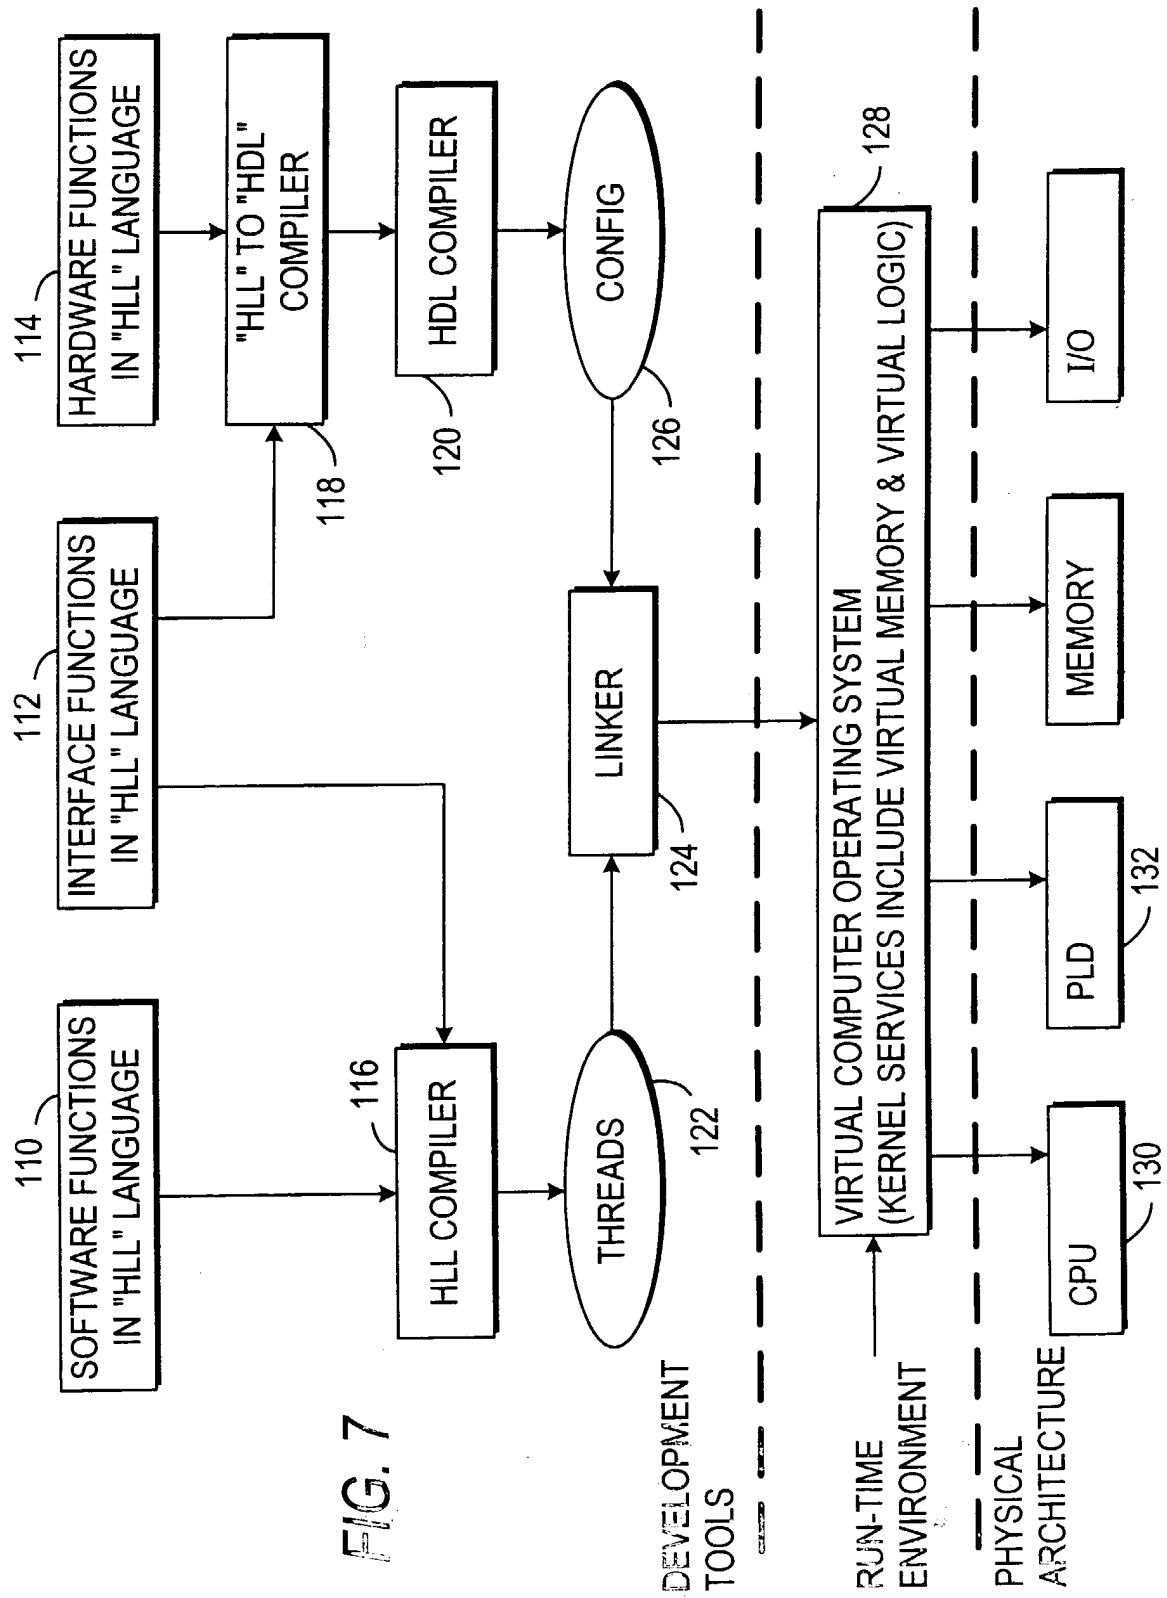 110
SOFTWARE FUNCTIONS
IN "HLL" LANGUAGE
112
INTERFACE FUNCTIONS
IN "HLL" LANGUAGE
114
HARDWARE FUNCTIONS
IN "HLL" LANGUAGE
118
"HLL" TO "HDL"
COMPILER
116
HLL COMPILER
120
HDL COMPILER
FIG. 7
THREADS
122
LINKER
124
CONFIG
126
DEVELOPMENT
TOOLS
RUN-TIME
ENVIRONMENT
VIRTUAL COMPUTER OPERATING SYSTEM
(KERNEL SERVICES INCLUDE VIRTUAL MEMORY & VIRTUAL LOGIC)
128
PHYSICAL
ARCHITECTURE
CPU
130
PLD
132
MEMORY
I/O